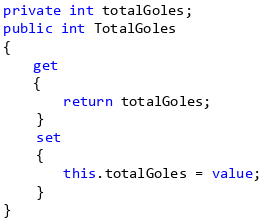 private int totalGoles;
public int TotalGoles
{
    get
    {
        return totalGoles;
    }
    set
    {
        this.totalGoles = value;
    }
}